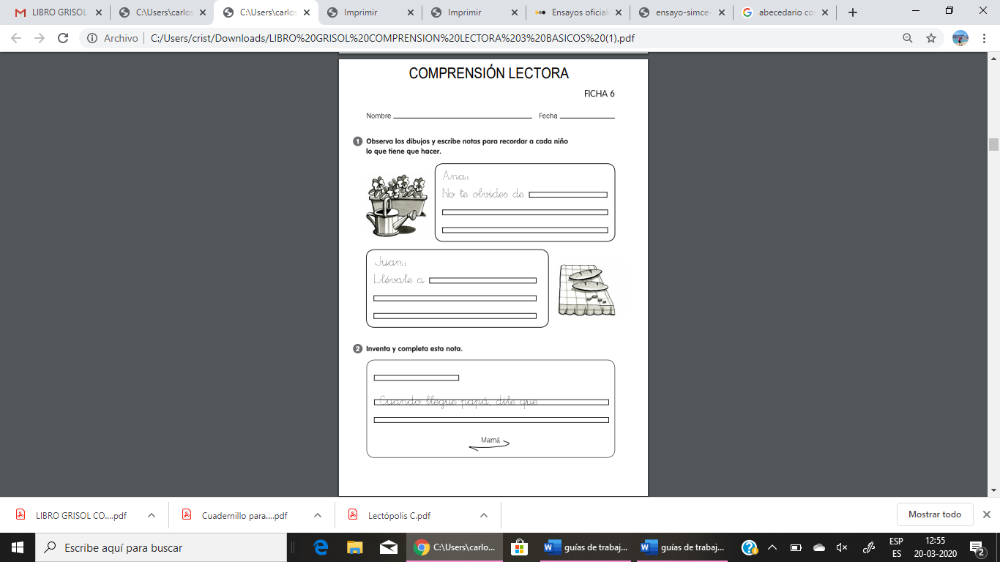 LIBRO GRISOL
C:\Users\carlos
C:\Users\carlos
Imprimir
Imprimir
Ensayos oficial
ensayo-simce-
abecedario co
Archivo
C:/Users/crist/Downloads/LIBRO%20GRISOL%20COMPRENSION%20LECTORA%203%20BASICOS%20(1).pdf
COMPRENSIÓN LECTORA
FICHA 6
Nombre Fecha
1 Observa los dibujos y escribe notas para recordar a cada niño
lo que tiene que hacer.
Ana:
No te olvides de
Juan:
Llévale a
2 Inventa y completa esta nota.
Cuando llegue papá, dile que
Mamá
LIBRO GRISOL CO....pdf
Cuadernillo para....pdf
Lectópolis C.pdf
Mostrar todo
Escribe aquí para buscar
C:\Users\carlo...
guías de trabaj...
guías de trabaj...
ESP
ES
12:55
20-03-2020
2